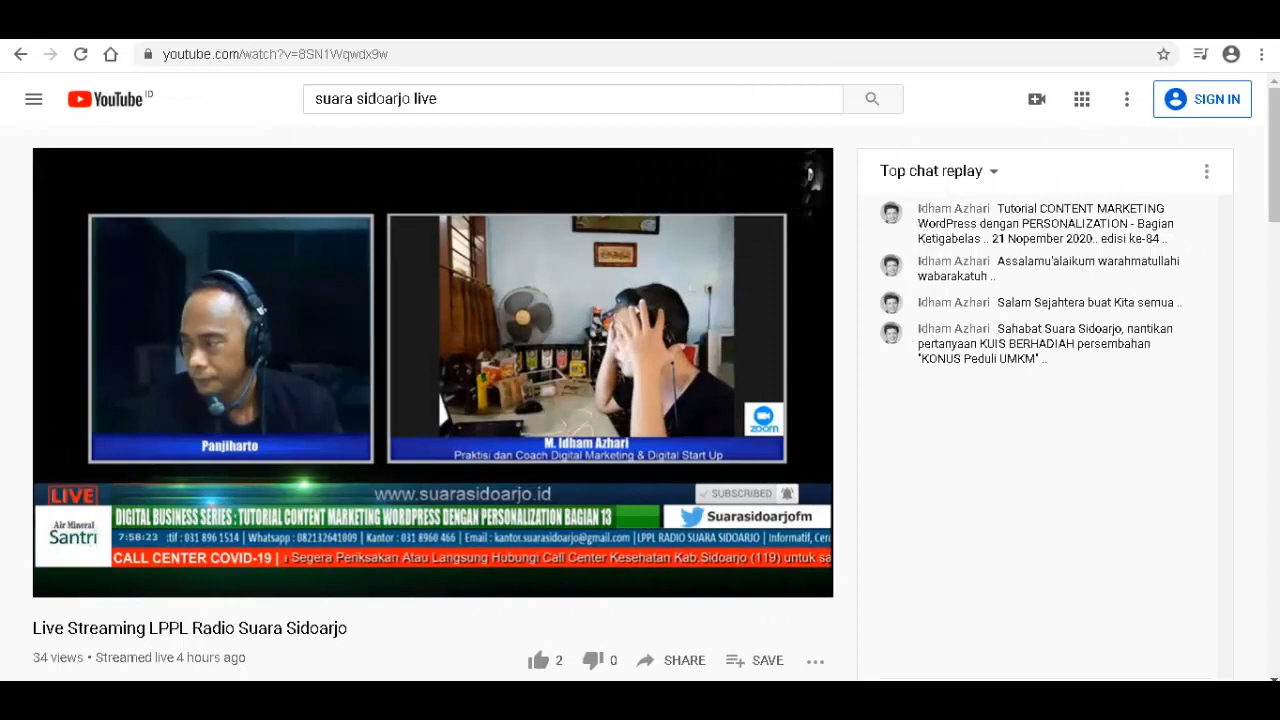 youtube.com/watch?v=8SN1Wqwdx9w
YouTube ID
suara sidoarjo live
SIGN IN
Panjiharto
M. Idham Azhari
Praktisi dan Coach Digital Marketing & Digital Start Up
zoom
LIVE
www.suarasidoarjo.id
SUBSCRIBED
Air Mineral
Santri
DIGITAL BUSINESS SERIES : TUTORIAL CONTENT MARKETING WORDPRESS DENGAN PERSONALIZATION BAGIAN 13
Suarasidoarjofm
7:58:23 :tif : 031 896 1514 | Whatsapp : 082132641009 | Kantor : 031 8960 466 | Email : kantor.suarasidoarjo@gmail.com | LPPL RADIO SUARA SIDOARJO | Informatif, Cer
CALL CENTER COVID-19 | Segera Periksakan Atau Langsung Hubungi Call Center Kesehatan Kab.Sidoarjo (119) untuk sa
Live Streaming LPPL Radio Suara Sidoarjo
34 views • Streamed live 4 hours ago
2
0
SHARE
SAVE
Top chat replay
Idham Azhari Tutorial CONTENT MARKETING
WordPress dengan PERSONALIZATION - Bagian
Ketigabelas .. 21 Nopember 2020.. edisi ke-84 ..
Idham Azhari Assalamu'alaikum warahmatullahi
wabarakatuh ..
Idham Azhari Salam Sejahtera buat Kita semua ..
Idham Azhari Sahabat Suara Sidoarjo, nantikan
pertanyaan KUIS BERHADIAH persembahan
"KONUS Peduli UMKM" ..